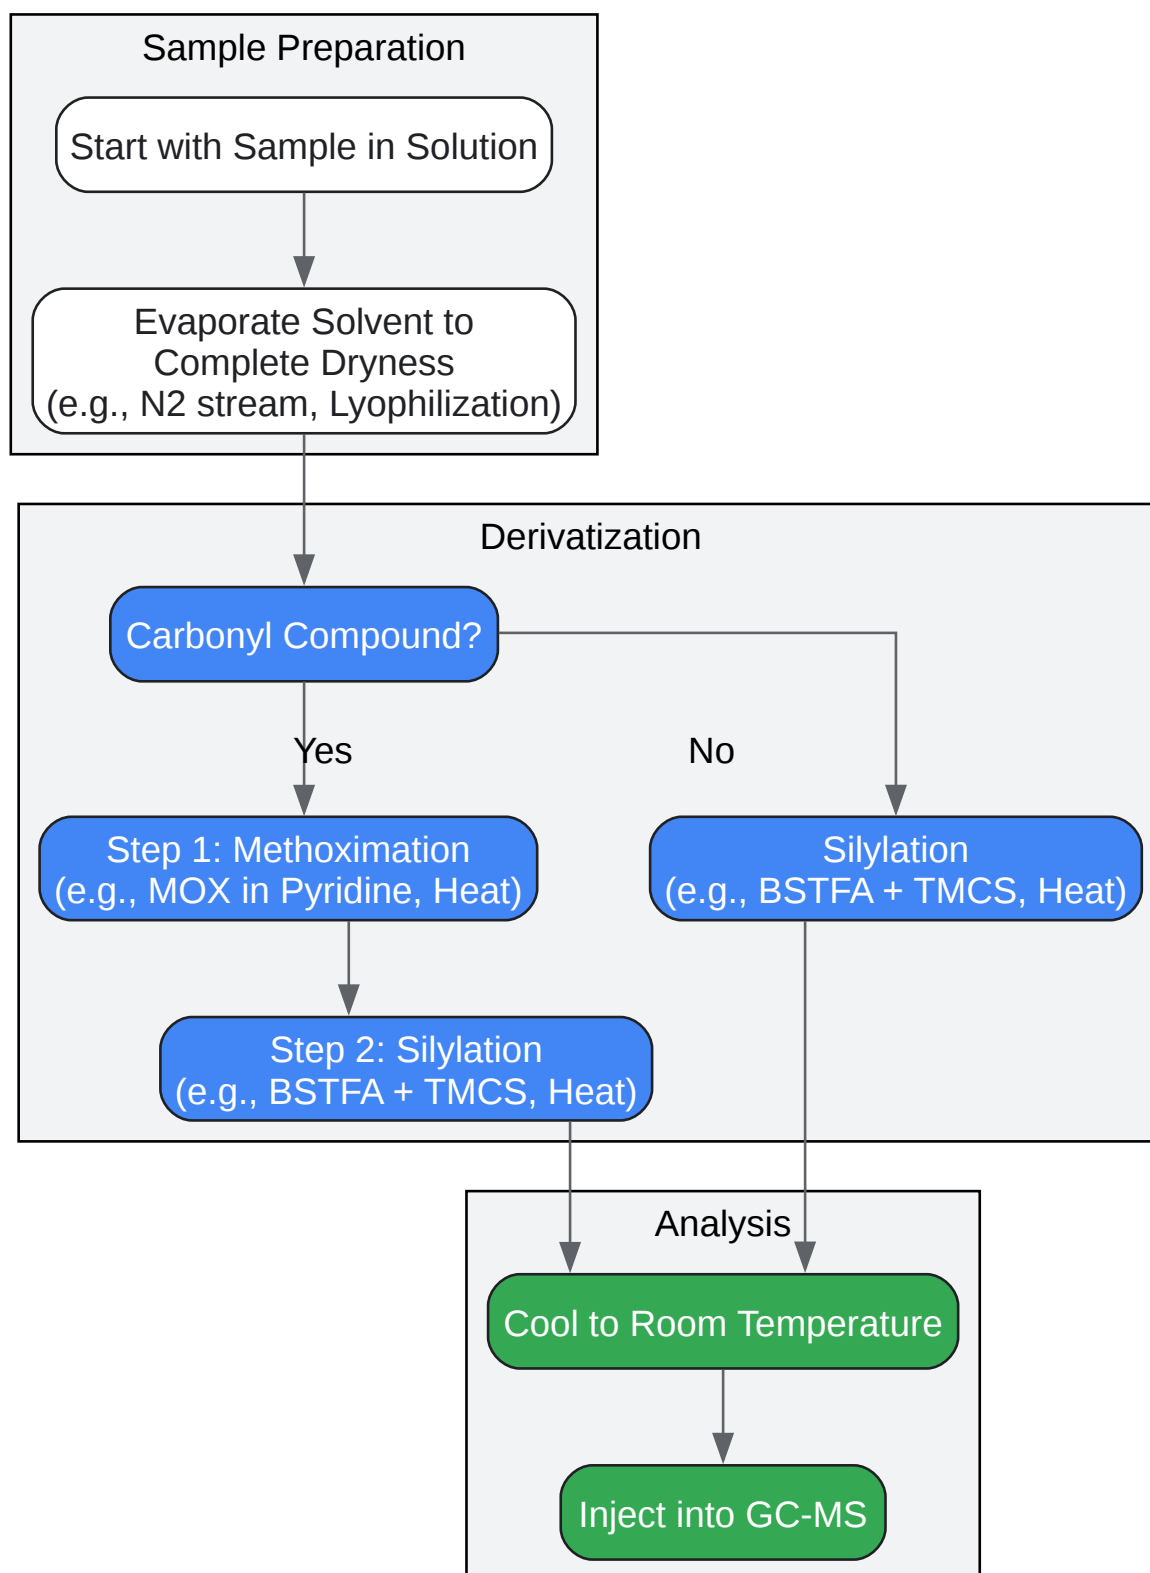 Sample Preparation
Start with Sample in Solution
Evaporate Solvent to
Complete Dryness
(e.g., N2 stream, Lyophilization)
Derivatization
Carbonyl Compound?
Yes
No
Step 1: Methoximation
(e.g., MOX in Pyridine, Heat)
Silylation
(e.g., BSTFA + TMCS, Heat)
Step 2: Silylation
(e.g., BSTFA + TMCS, Heat)
Analysis
Cool to Room Temperature
Inject into GC-MS